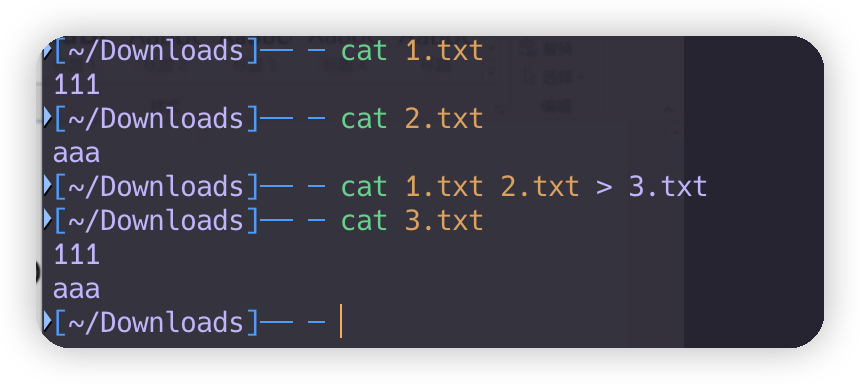 [~/Downloads]—— — cat 1.txt
111
[~/Downloads]—— — cat 2.txt
aaa
[~/Downloads]—— — cat 1.txt 2.txt > 3.txt
[~/Downloads]—— — cat 3.txt
111
aaa
[~/Downloads]—— —